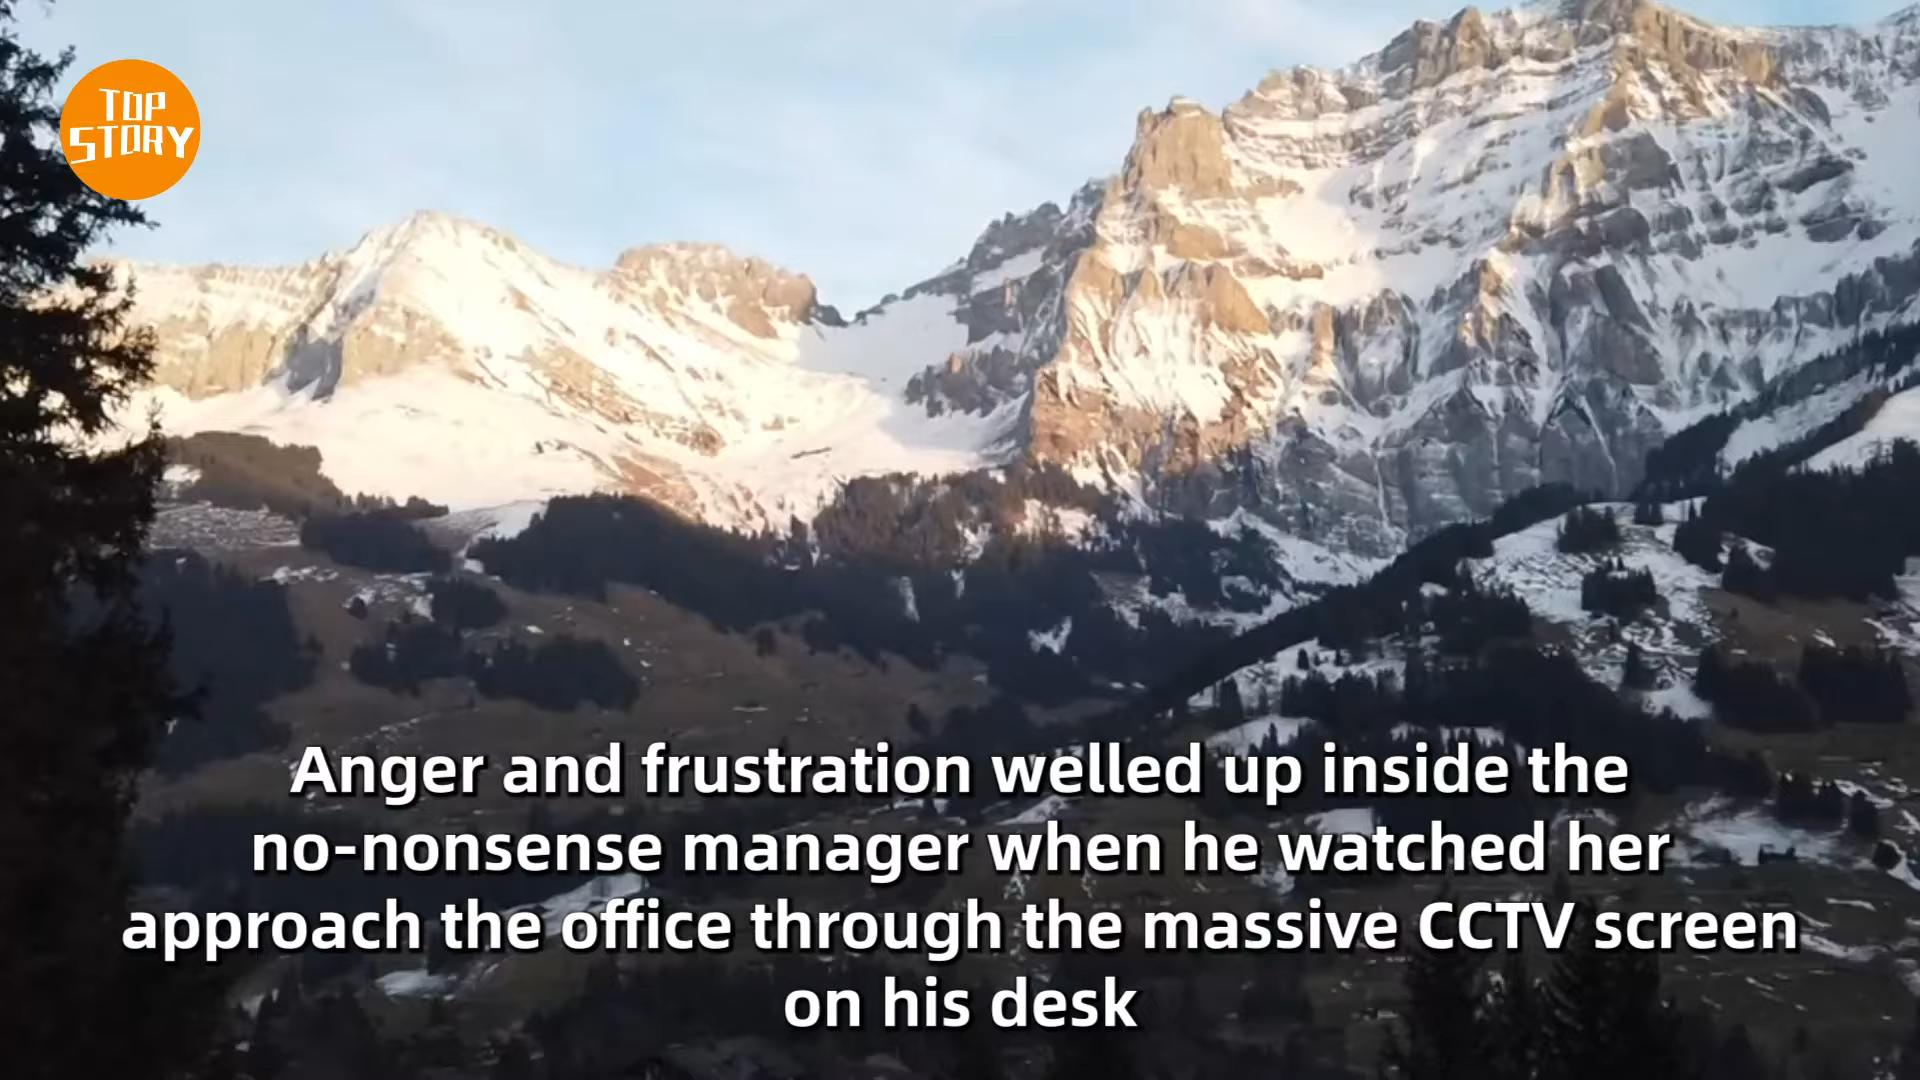 TOP
STORY
Anger and frustration welled up inside the
no-nonsense manager when he watched her
approach the office through the massive CCTV screen
on his desk